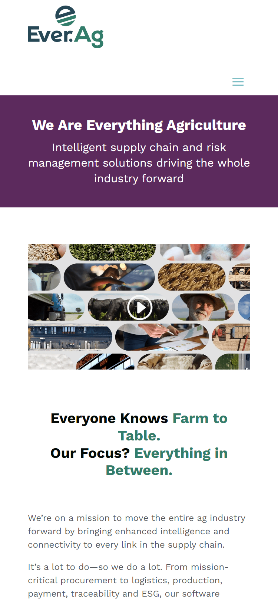 Ever.Ag
We Are Everything Agriculture
Intelligent supply chain and risk
management solutions driving the whole
industry forward
Everyone Knows Farm to
Table.
Our Focus? Everything in
Between.
We're on a mission to move the entire ag industry
forward by bringing enhanced intelligence and
connectivity to every link in the supply chain.
It's a lot to do—so we do a lot. From mission-
critical procurement to logistics, production,
payment, traceability and ESG, our software